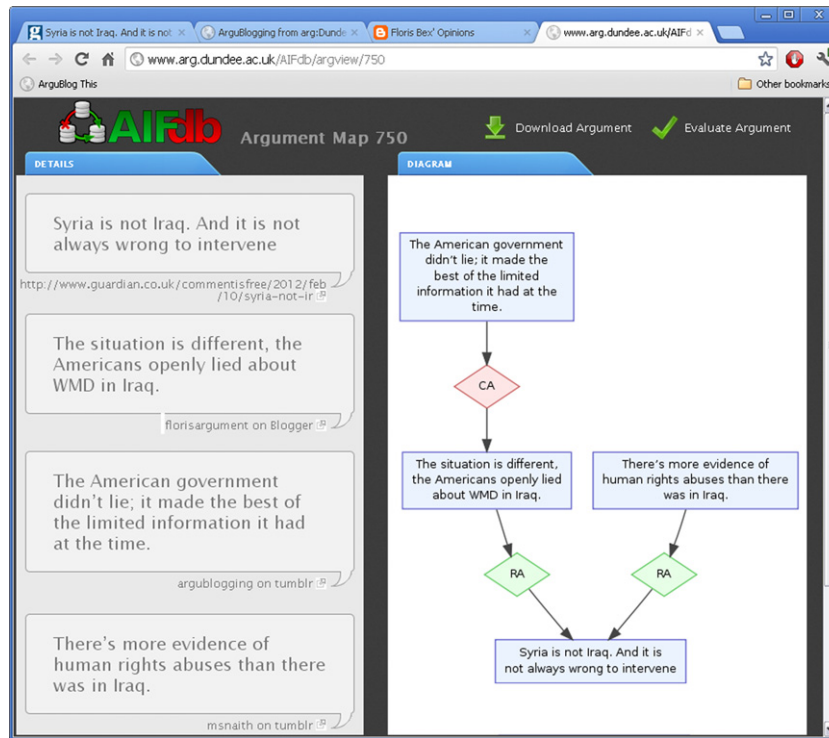 Syria is not Iraq. And it is not
ArguBlogging from arg:Dunde
Floris Bex' Opinions
www.arg.dundee.ac.uk/AIFd
www.arg.dundee.ac.uk/AIFdb/argview/750
ArguBlog This
Other bookmarks
AIFdb Argument Map 750
Download Argument
Evaluate Argument
DETAILS
Syria is not Iraq. And it is not
always wrong to intervene
http://www.guardian.co.uk/commentisfree/2012/feb
/10/syria-not-ir
The situation is different, the
Americans openly lied about
WMD in Iraq.
florisargument on Blogger
The American government
didn't lie; it made the best of
the limited information it had
at the time.
argublogging on tumblr
There's more evidence of
human rights abuses than there
was in Iraq.
msnaith on tumblr
DIAGRAM
The American government
didn't lie; it made the
best of the limited
information it had at the
time.
CA
The situation is different,
the Americans openly lied
about WMD in Iraq.
There's more evidence of
human rights abuses than there
was in Iraq.
RA
RA
Syria is not Iraq. And it is
not always wrong to intervene